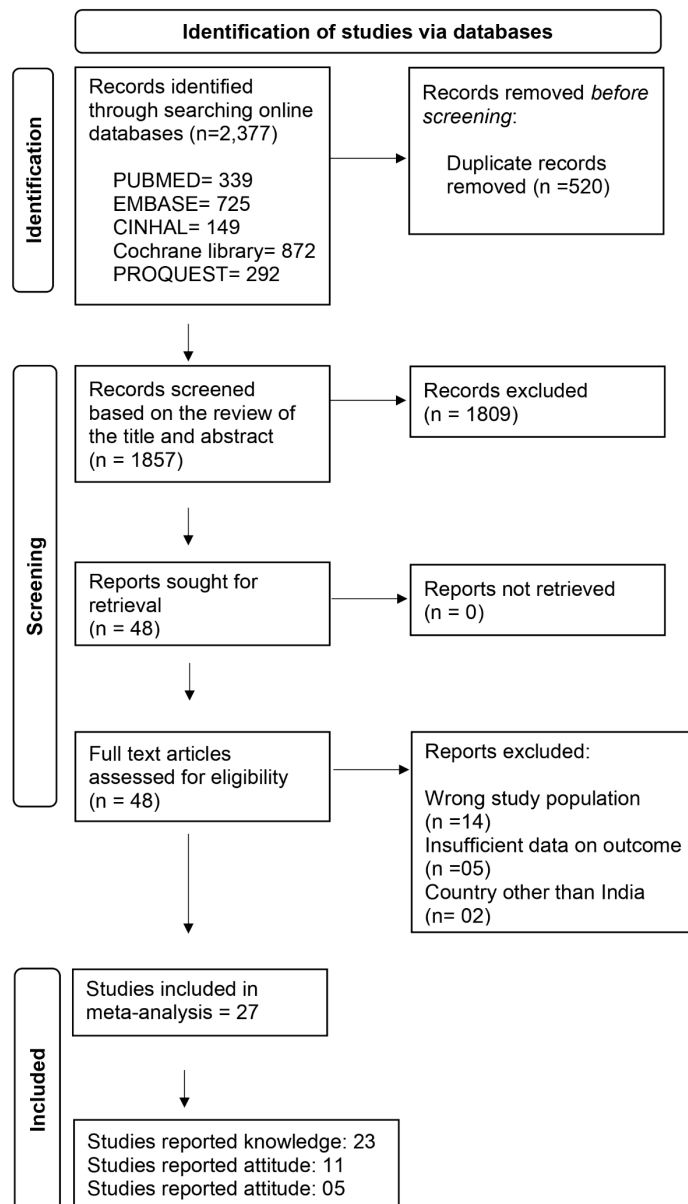 Identification of studies via databases
Identification
Records identified
through searching online
databases (n=2,377)
PUBMED= 339
EMBASE= 725
CINHAL= 149
Cochrane library= 872
PROQUEST= 292
Records removed before
screening:
Duplicate records
removed (n =520)
Screening
Records screened
based on the review of
the title and abstract
(n = 1857)
Records excluded
(n = 1809)
Reports sought for
retrieval
(n = 48)
Reports not retrieved
(n = 0)
Full text articles
assessed for eligibility
(n = 48)
Reports excluded:
Wrong study population
(n =14)
Insufficient data on outcome
(n =05)
Country other than India
(n= 02)
Included
Studies included in
meta-analysis = 27
Studies reported knowledge: 23
Studies reported attitude: 11
Studies reported attitude: 05